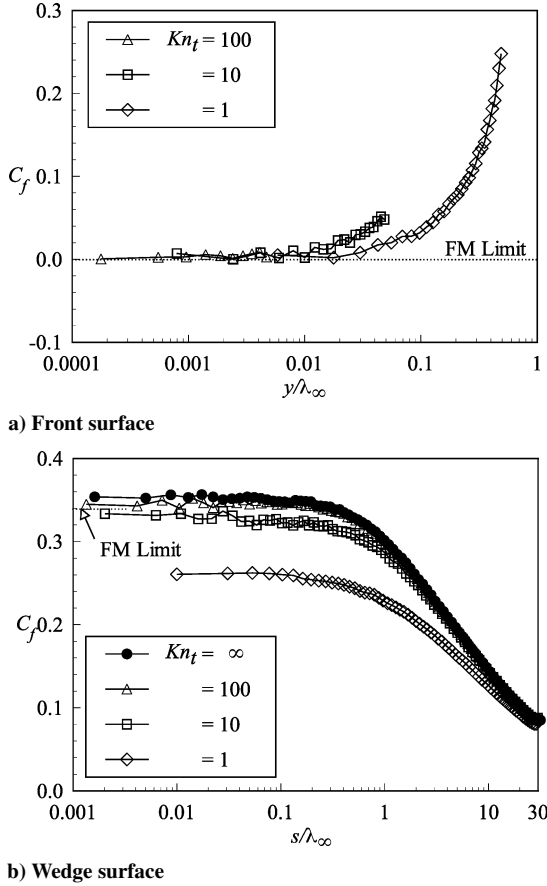 0.3
Kn_t = 100
= 10
= 1
0.2
0.1
C_f
FM Limit
0.0
-0.1
0.0001 0.001 0.01 0.1 1
y/λ_∞
a) Front surface
0.4
0.3
FM Limit
0.2
C_f
Kn_t = ∞
= 100
= 10
= 1
0.1
0.0
0.001 0.01 0.1 1 10 30
s/λ_∞
b) Wedge surface